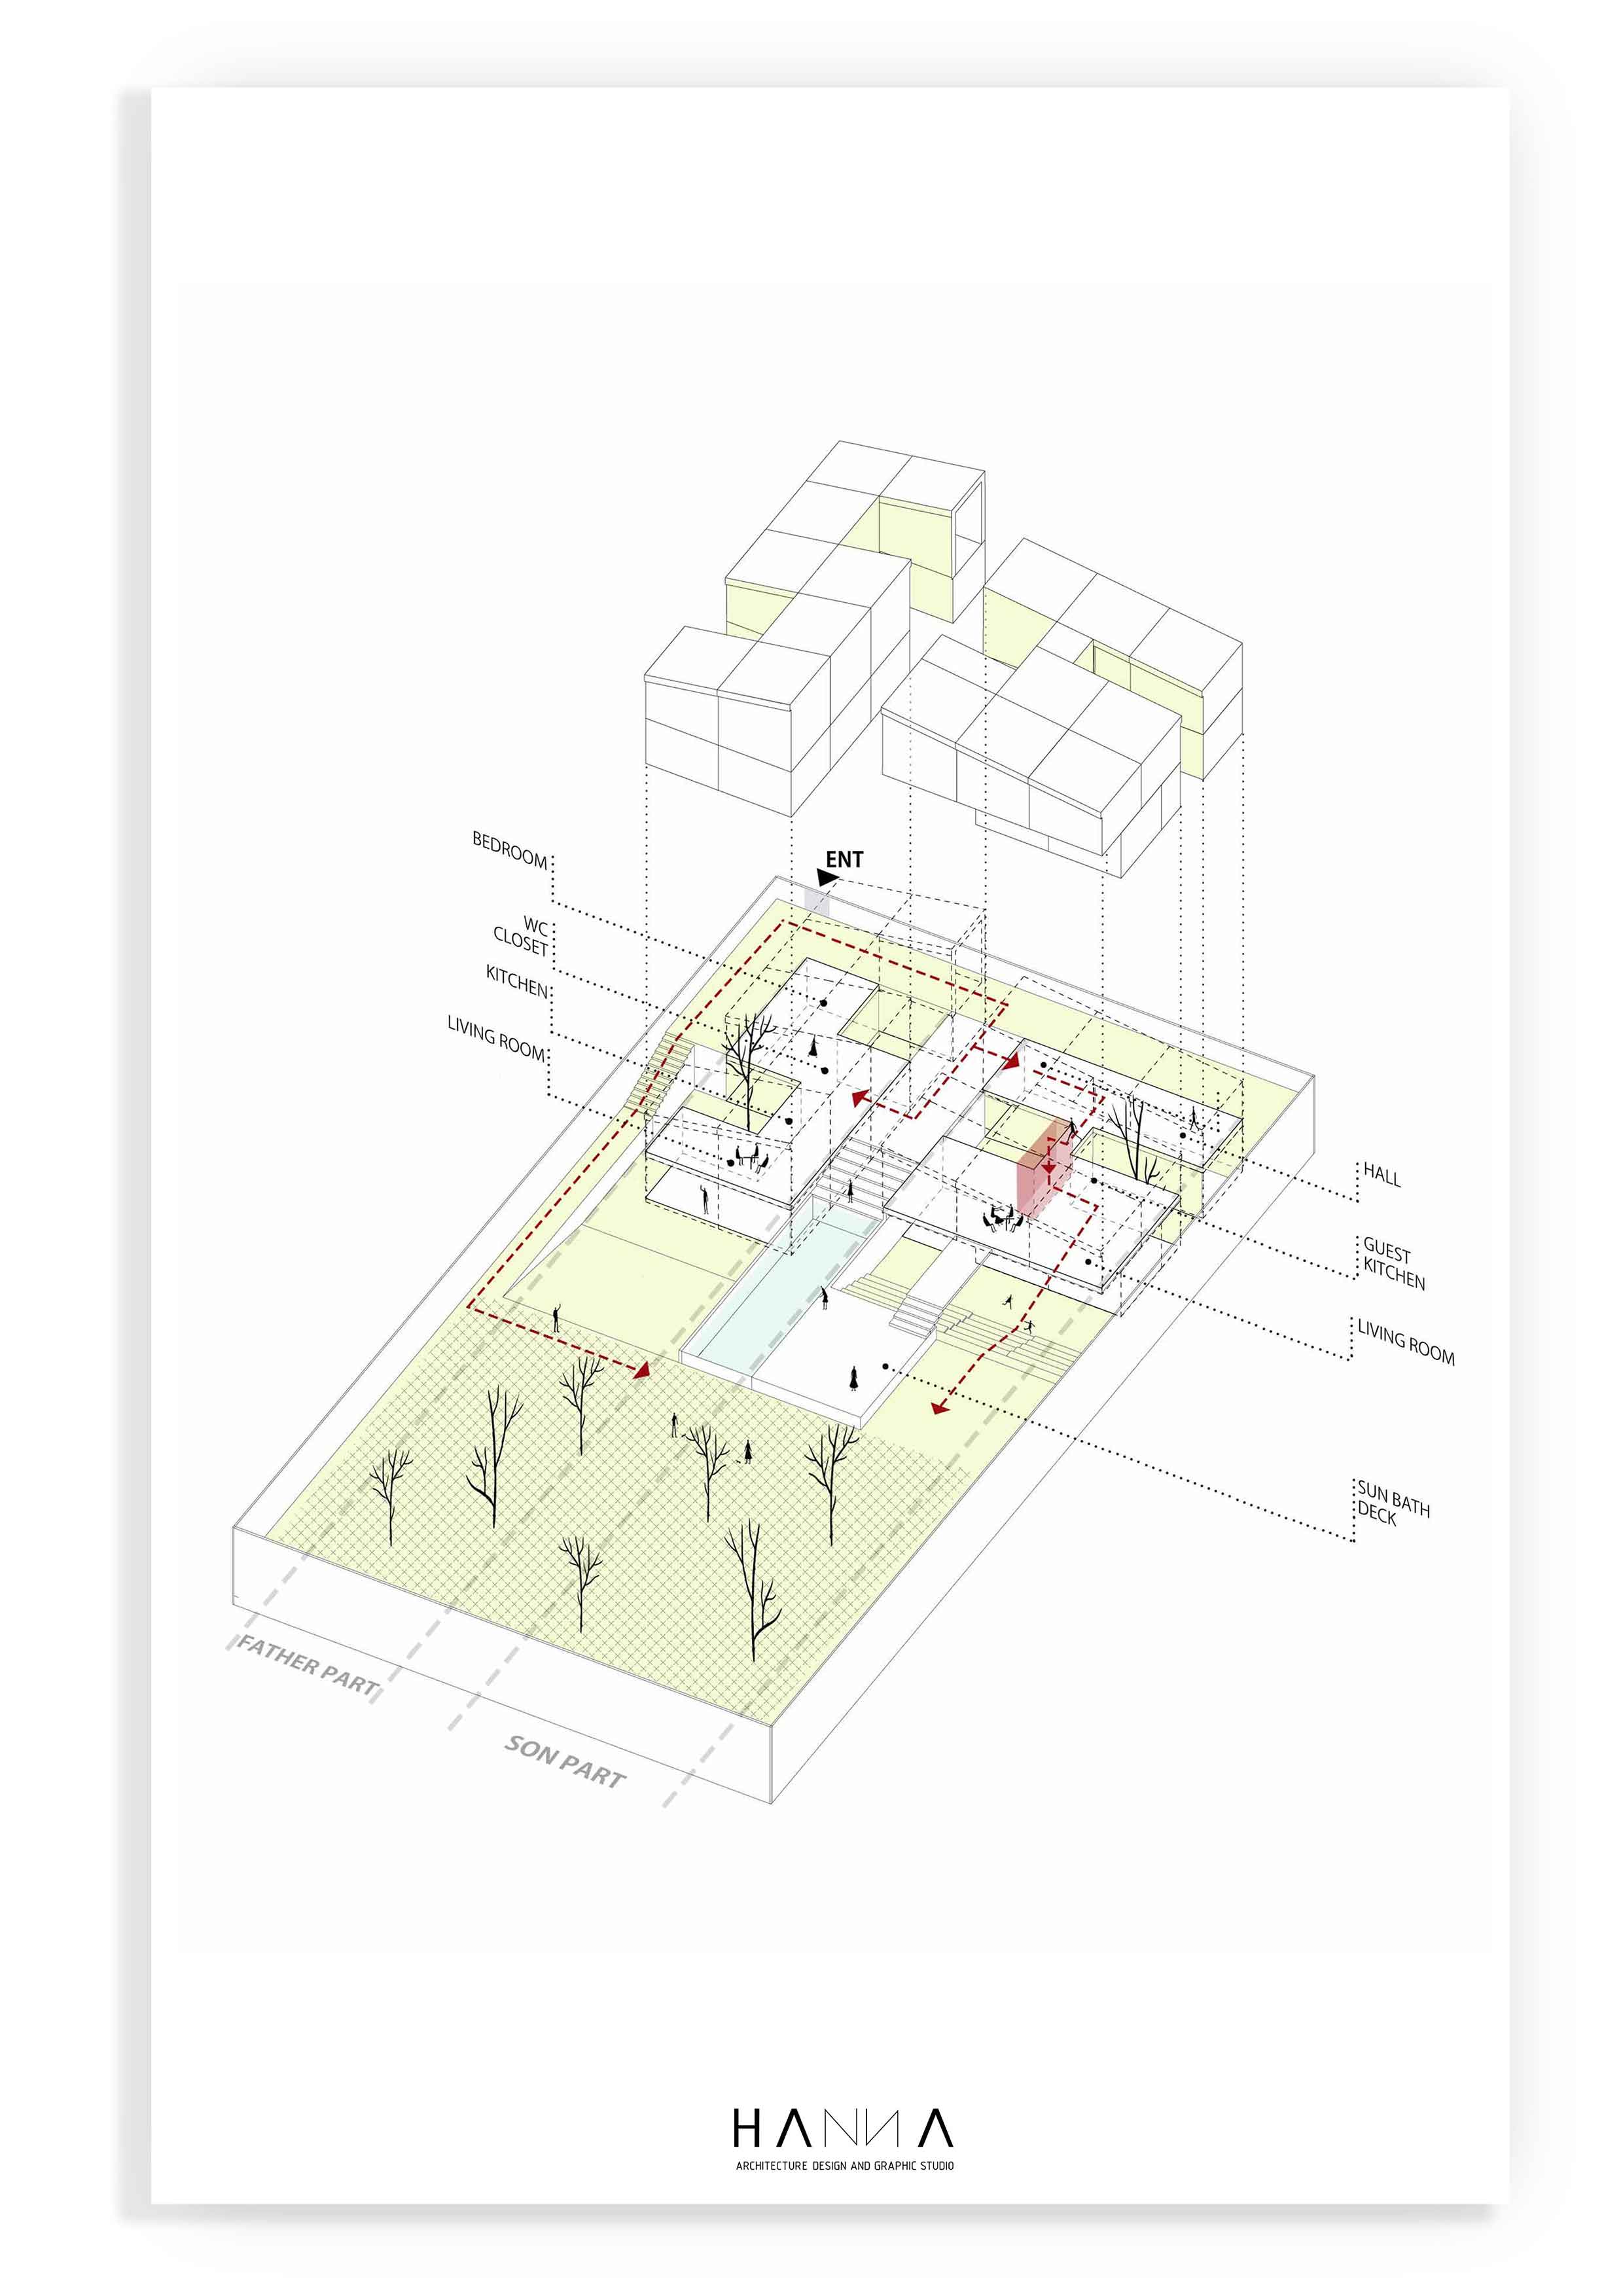 ENT
BEDROOM
WC
CLOSET
KITCHEN
LIVING ROOM
HALL
GUEST
KITCHEN
LIVING ROOM
SUN BATH
DECK
FATHER PART
SON PART
HANNA
ARCHITECTURE DESIGN AND GRAPHIC STUDIO